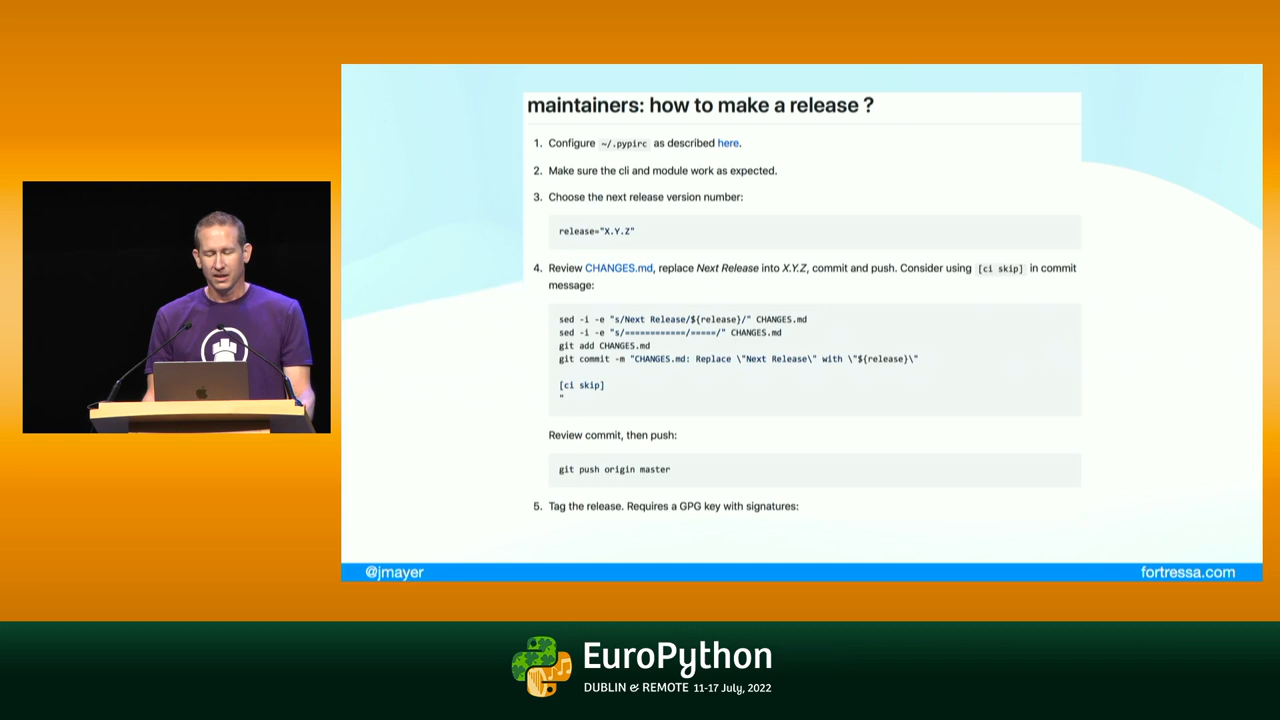 maintainers: how to make a release ?
1. Configure ~/.pypirc as described here.
2. Make sure the cli and module work as expected.
3. Choose the next release version number:
release="X.Y.Z"
4. Review CHANGES.md, replace Next Release into X.Y.Z, commit and push. Consider using [ci skip] in commit
message:
sed -i -e "s/Next Release/${release}/" CHANGES.md
sed -i -e "s/============/=====/" CHANGES.md
git add CHANGES.md
git commit -m "CHANGES.md: Replace \"Next Release\" with \"${release}\"
[ci skip]
"
Review commit, then push:
git push origin master
5. Tag the release. Requires a GPG key with signatures:
@jmayer
fortressa.com
EuroPython
DUBLIN & REMOTE 11-17 July, 2022